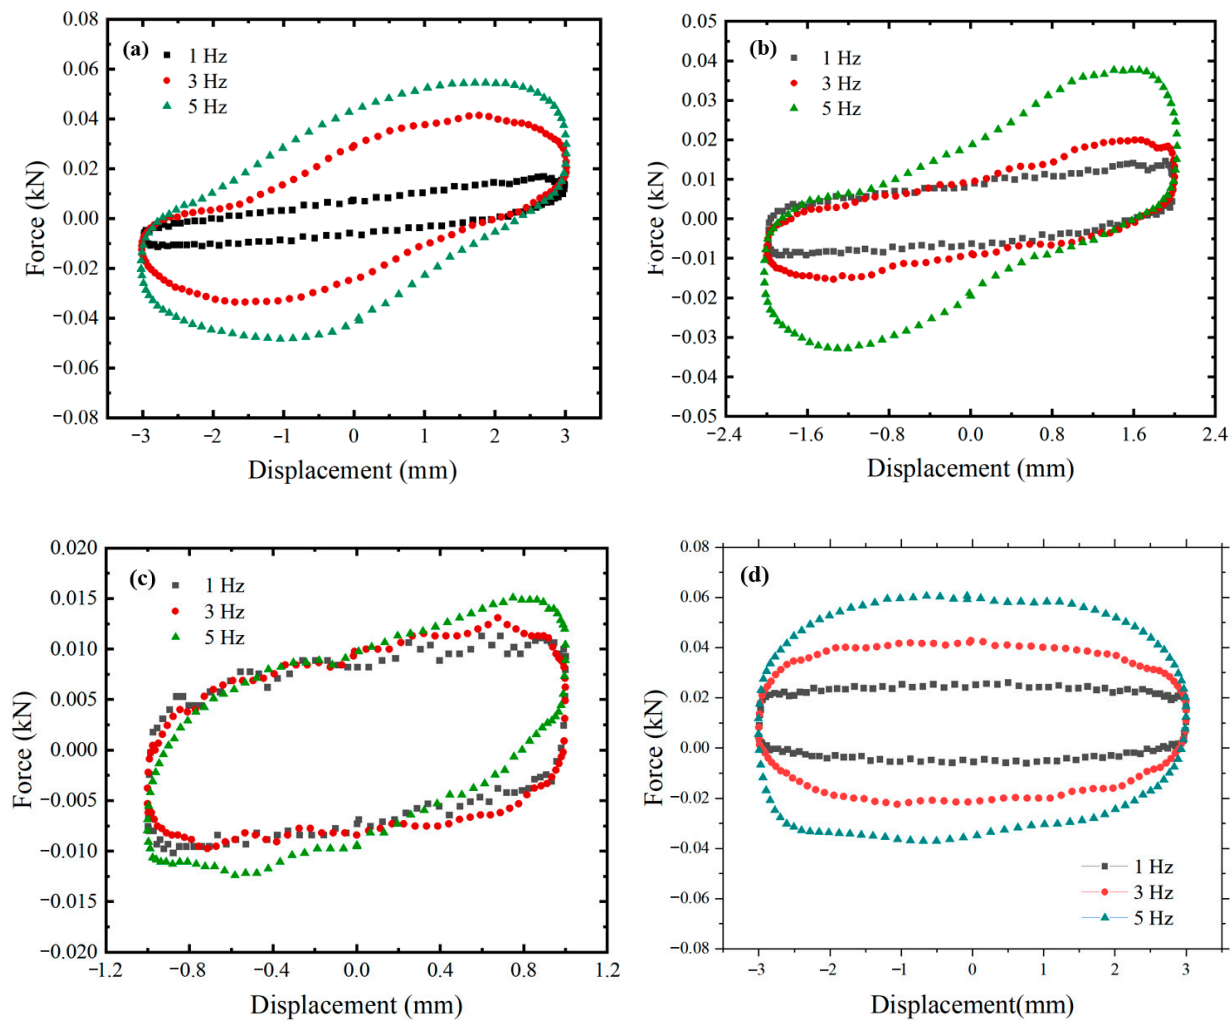 (a)
1 Hz
3 Hz
5 Hz
0.08
0.06
0.04
0.02
0.00
−0.02
−0.04
−0.06
−0.08
Force (kN)
−3 −2 −1 0 1 2 3
Displacement (mm)
(b)
1 Hz
3 Hz
5 Hz
0.05
0.04
0.03
0.02
0.01
0.00
−0.01
−0.02
−0.03
−0.04
−0.05
Force (kN)
−2.4 −1.6 −0.8 0.0 0.8 1.6 2.4
Displacement (mm)
(c)
1 Hz
3 Hz
5 Hz
0.020
0.015
0.010
0.005
0.000
−0.005
−0.010
−0.015
−0.020
Force (kN)
−1.2 −0.8 −0.4 0.0 0.4 0.8 1.2
Displacement (mm)
(d)
0.08
0.06
0.04
0.02
0.00
−0.02
−0.04
−0.06
−0.08
Force (kN)
1 Hz
3 Hz
5 Hz
−3 −2 −1 0 1 2 3
Displacement(mm)